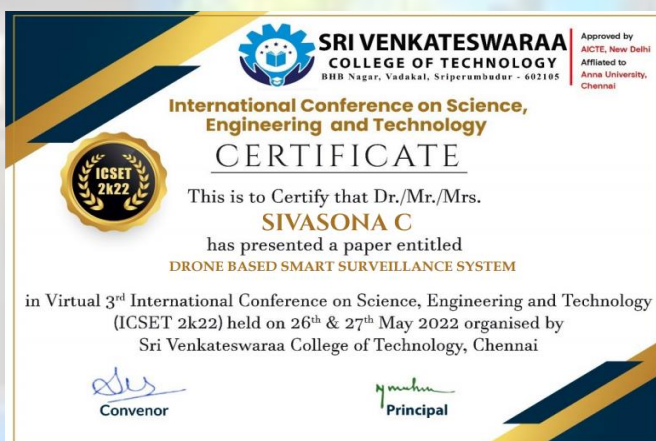 SRI VENKATESWARAA
COLLEGE OF TECHNOLOGY
BHB Nagar, Vadakal, Sriperumbudur - 602105
Approved by
AICTE, New Delhi
Affliated to
Anna University,
Chennai
International Conference on Science,
Engineering and Technology
CERTIFICATE
ICSET
2k22
This is to Certify that Dr./Mr./Mrs.
SIVASONA C
has presented a paper entitled
DRONE BASED SMART SURVEILLANCE SYSTEM
in Virtual 3rd International Conference on Science, Engineering and Technology
(ICSET 2k22) held on 26th & 27th May 2022 organised by
Sri Venkateswaraa College of Technology, Chennai
Convenor
Principal